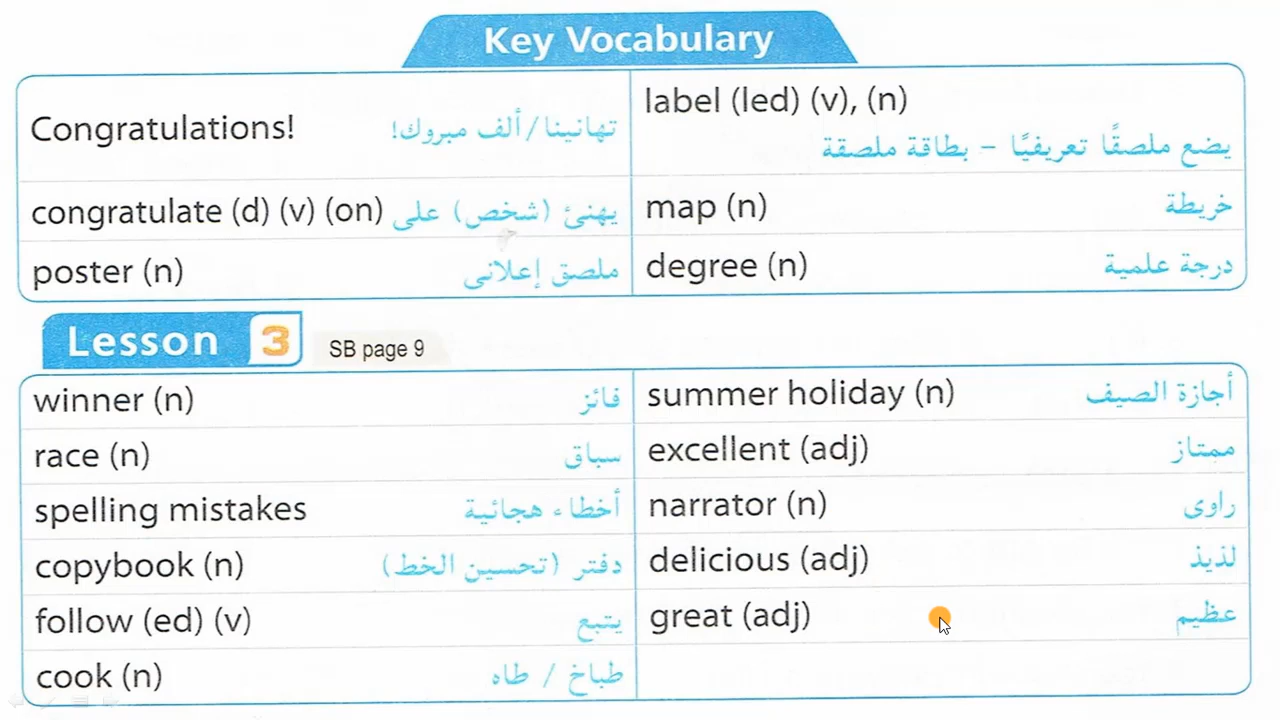 Key Vocabulary
Congratulations! تهانينا/ألف مبروك!
label (led) (v), (n)
يضع ملصقًا تعريفيًا - بطاقة ملصقة
congratulate (d) (v) (on) يهنئ (شخص) على
map (n) خريطة
poster (n) ملصق إعلانى
degree (n) درجة علمية
Lesson 3 SB page 9
winner (n) فائز
summer holiday (n) أجازة الصيف
race (n) سباق
excellent (adj) ممتاز
spelling mistakes أخطاء هجائية
narrator (n) راوى
copybook (n) دفتر (تحسين الخط)
delicious (adj) لذيذ
follow (ed) (v) يتبع
great (adj) عظيم
cook (n) طباخ / طاه